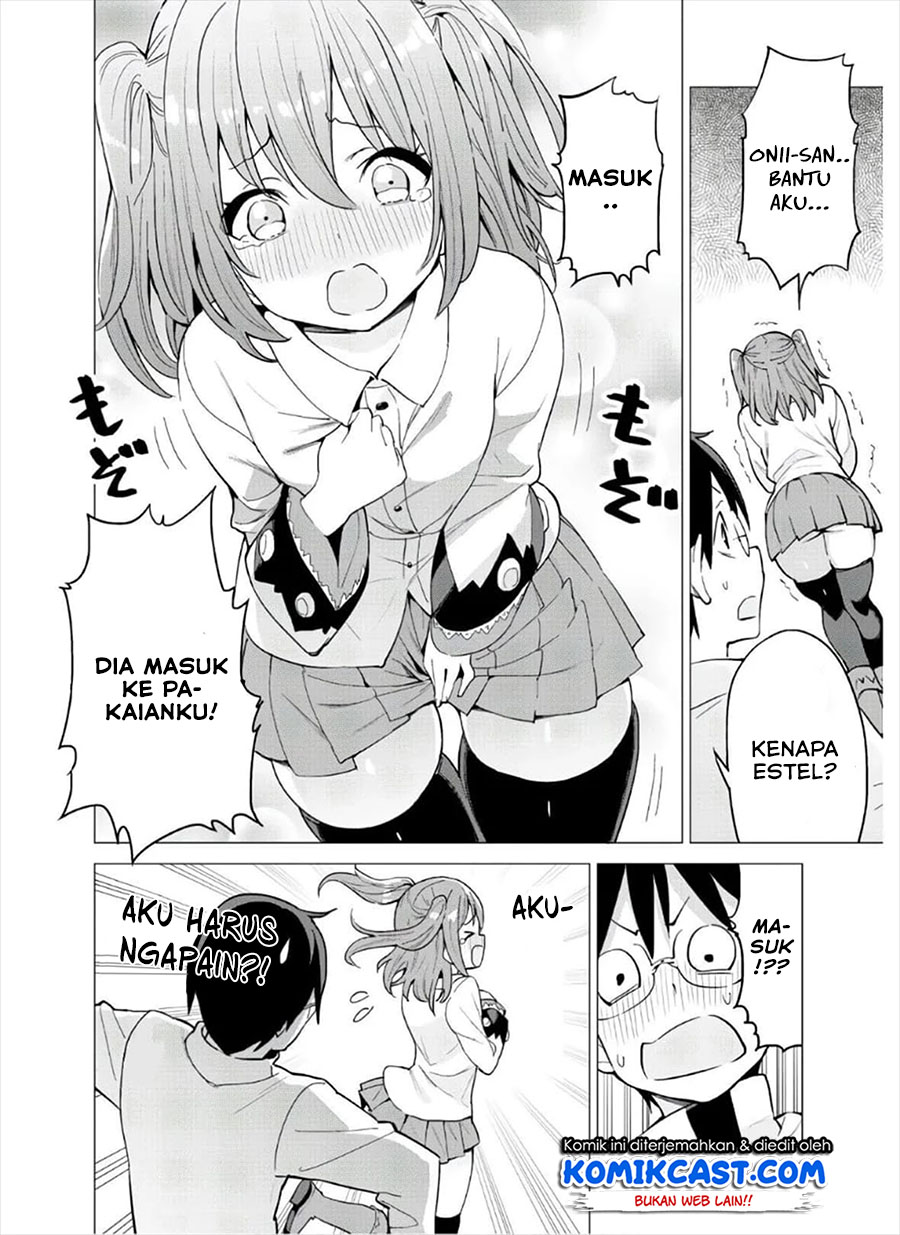 ONII-SAN..
BANTU
AKU...
KENAPA
ESTEL?
MASUK
..
もぞ
もぞ
DIA MASUK
KE PA-
KAIANKU!
MA-
SUK
!??
AKU-
AKU HARUS
NGAPAIN?!
Komik ini diterjemahkan & diedit oleh
KOMIKCAST.COM
BUKAN WEB LAIN!!